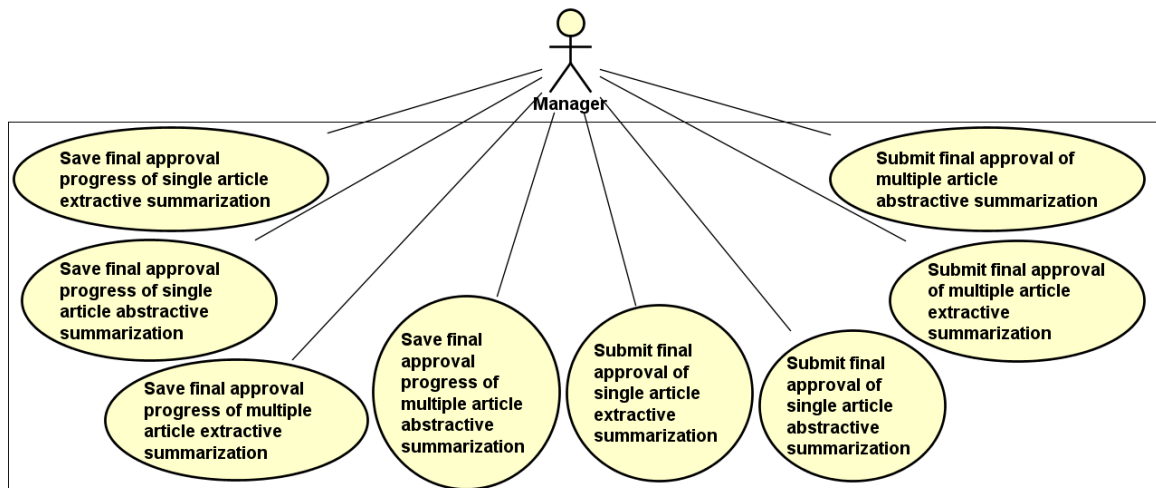 Manager
Save final approval
progress of single article
extractive summarization
Submit final approval of
multiple article
abstractive summarization
Save final approval
progress of single
article abstractive
summarization
Submit final approval
of multiple article
extractive
summarization
Save final approval
progress of multiple
article extractive
summarization
Save final
approval
progress of
multiple article
abstractive
summarization
Submit final
approval of
single article
extractive
summarization
Submit final
approval of
single article
abstractive
summarization